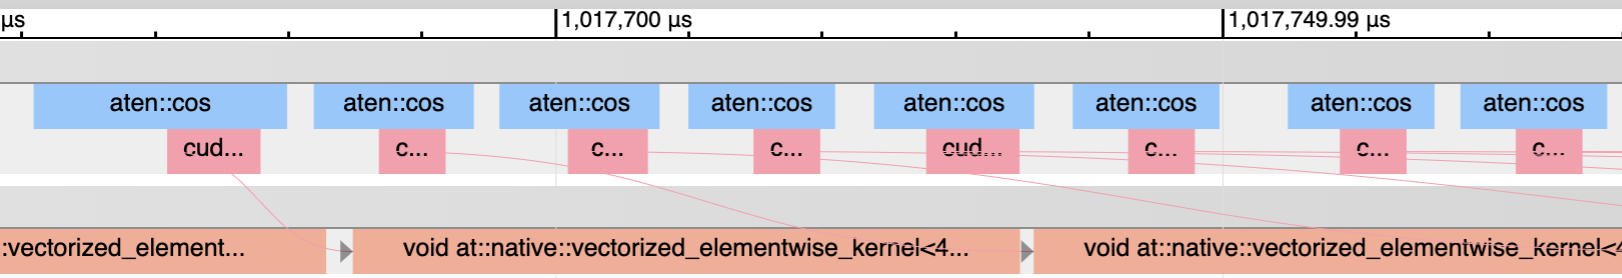 µs 1,017,700 µs 1,017,749.99 µs
aten::cos aten::cos aten::cos aten::cos aten::cos aten::cos aten::cos aten::cos
cud... c... c... c... cud... c... c... c...
:vectorized_element... void at::native::vectorized_elementwise_kernel<4... void at::native::vectorized_elementwise_kernel<4